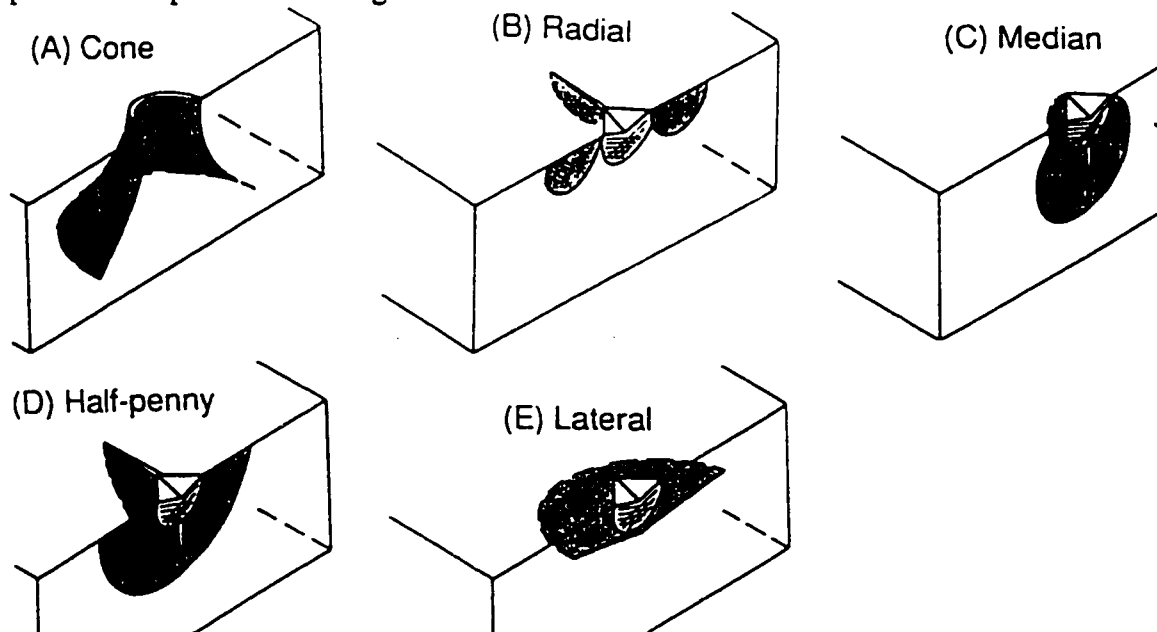 (A) Cone
(B) Radial
(C) Median
(D) Half-penny
(E) Lateral